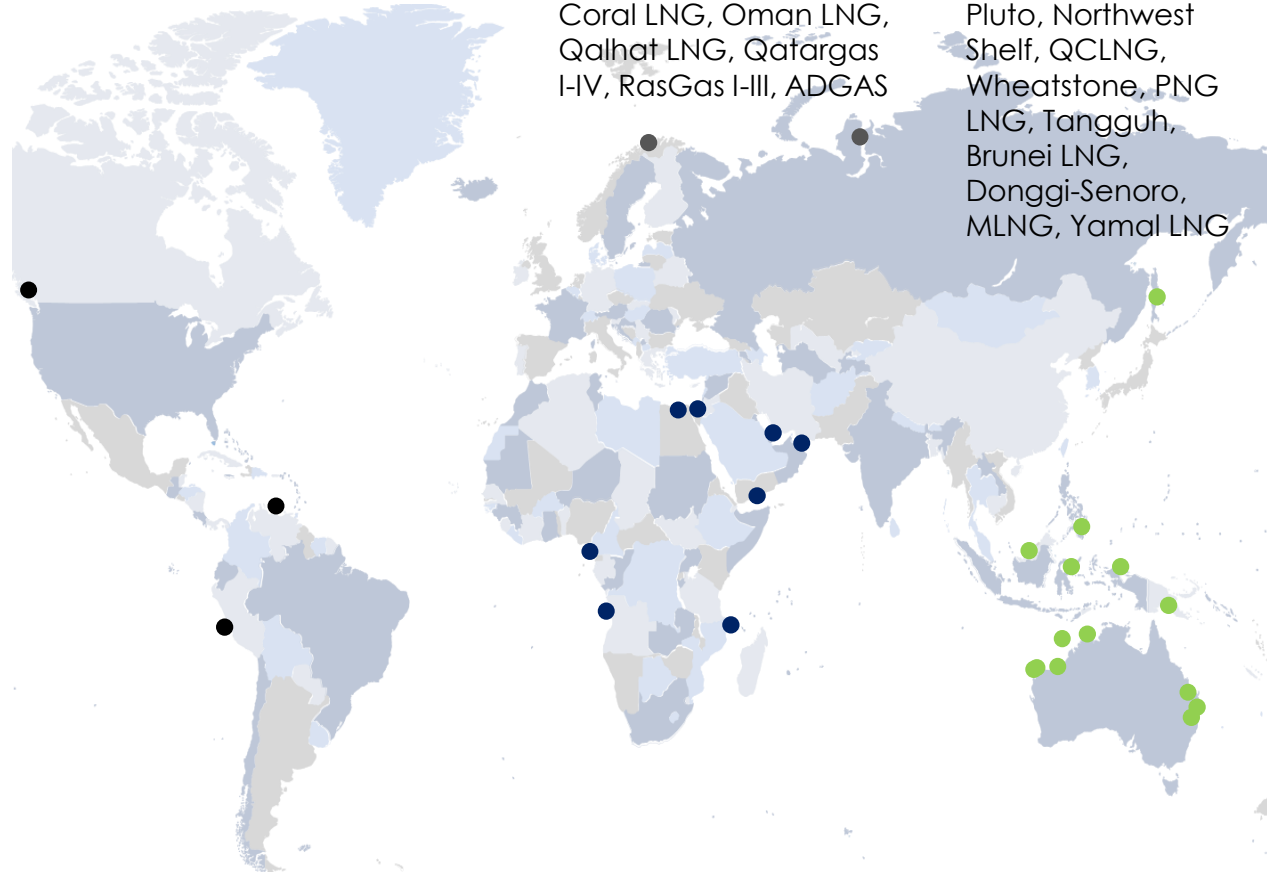 Coral LNG, Oman LNG,
Qalhat LNG, Qatargas
I-IV, RasGas I-III, ADGAS
Pluto, Northwest
Shelf, QCLNG,
Wheatstone, PNG
LNG, Tangguh,
Brunei LNG,
Donggi-Senoro,
MLNG, Yamal LNG